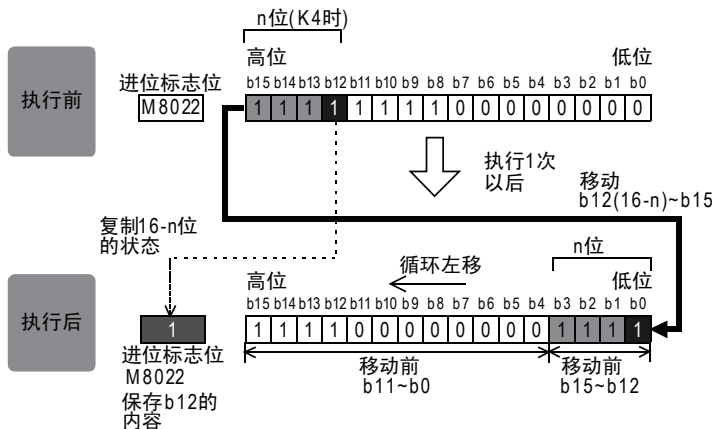 n位(K4时)
高位
低位
执行前
进位标志位
M8022
b15 b14 b13 b12 b11 b10 b9 b8 b7 b6 b5 b4 b3 b2 b1 b0
1 1 1 1 1 1 1 1 0 0 0 0 0 0 0 0
执行1次
以后
移动
b12(16-n)~b15
复制16-n位
的状态
循环左移
n位
高位
低位
执行后
b15 b14 b13 b12 b11 b10 b9 b8 b7 b6 b5 b4 b3 b2 b1 b0
1
1 1 1 1 0 0 0 0 0 0 0 0 1 1 1 1
进位标志位
M8022
保存b12的
内容
移动前
b11~b0
移动前
b15~b12